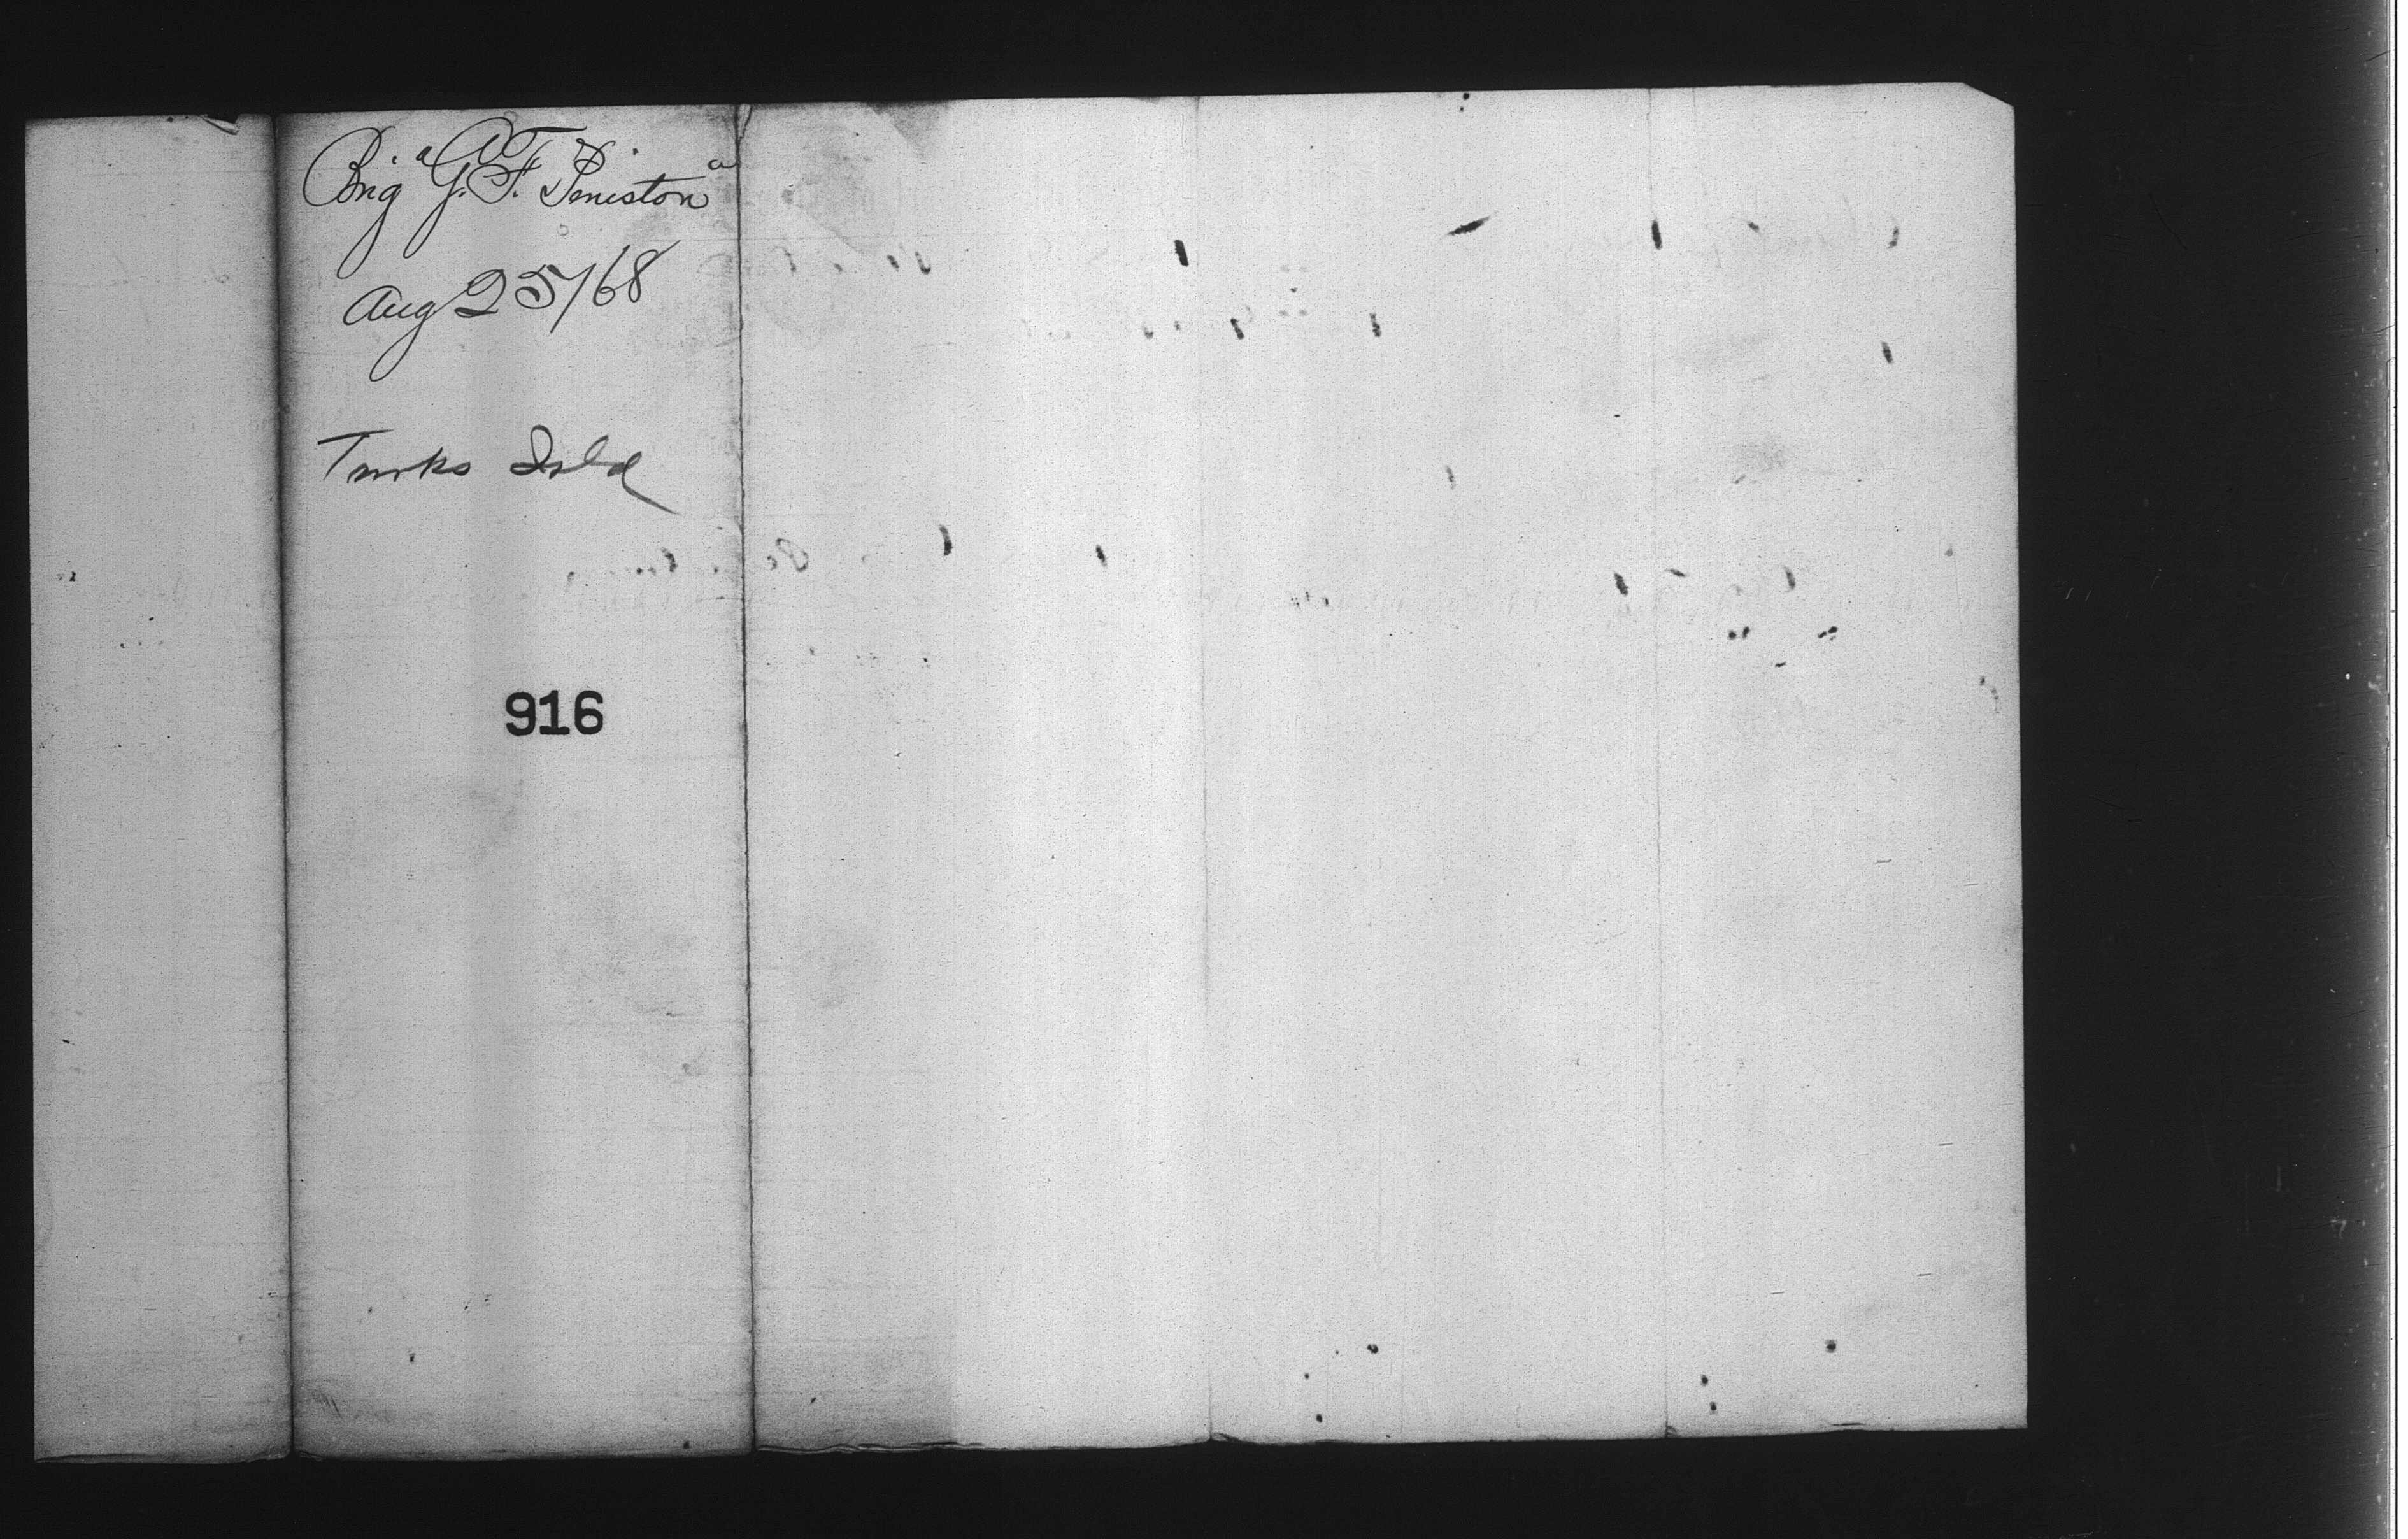 Brig "G. F. Peniston"
Aug 25/68
Turks Isld
916